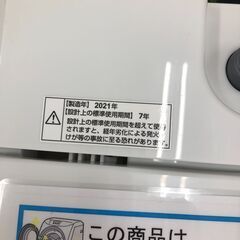 【製造年】2021年
【設計上の標準使用期間】7年
設計上の標準使用期間を超えて使用
されますと、経年劣化による発火・
けが等の事故に至る恐れがあります。
この商品は